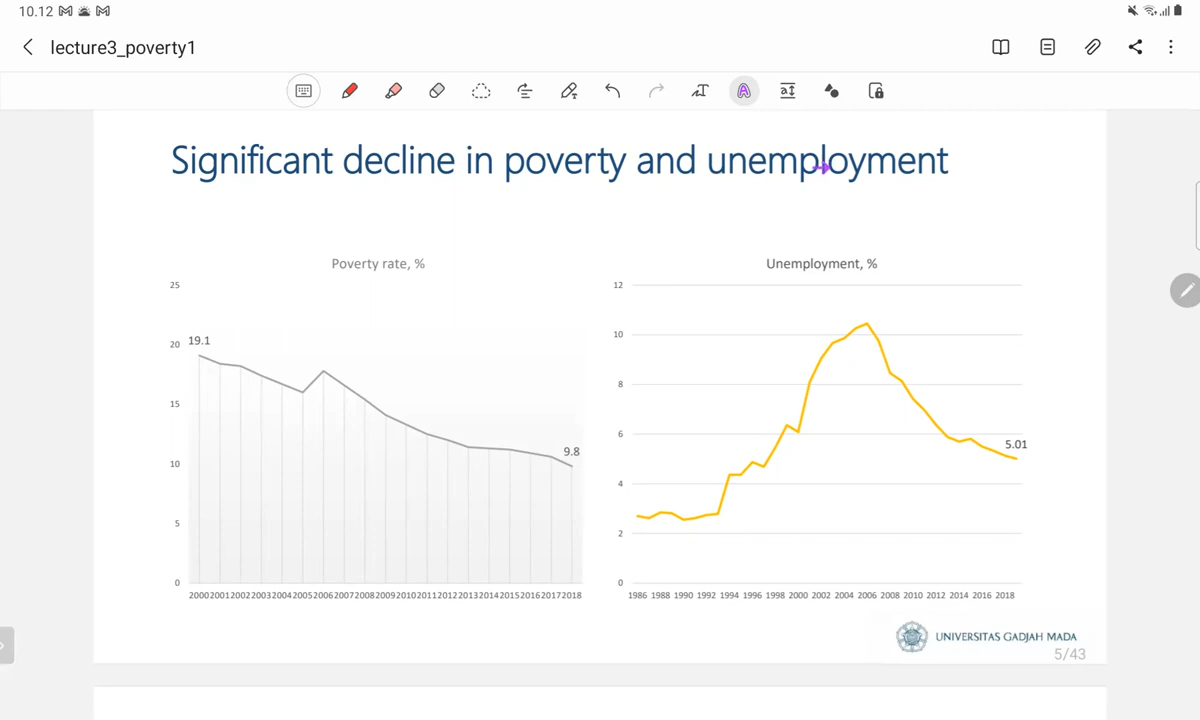 10.12
lecture3_poverty1
Significant decline in poverty and unemployment
Poverty rate, %
25
20
15
10
5
0
19.1
9.8
2000 2001 2002 2003 2004 2005 2006 2007 2008 2009 2010 2011 2012 2013 2014 2015 2016 2017 2018
Unemployment, %
12
10
8
6
4
2
0
5.01
1986 1988 1990 1992 1994 1996 1998 2000 2002 2004 2006 2008 2010 2012 2014 2016 2018
UNIVERSITAS GADJAH MADA
5/43